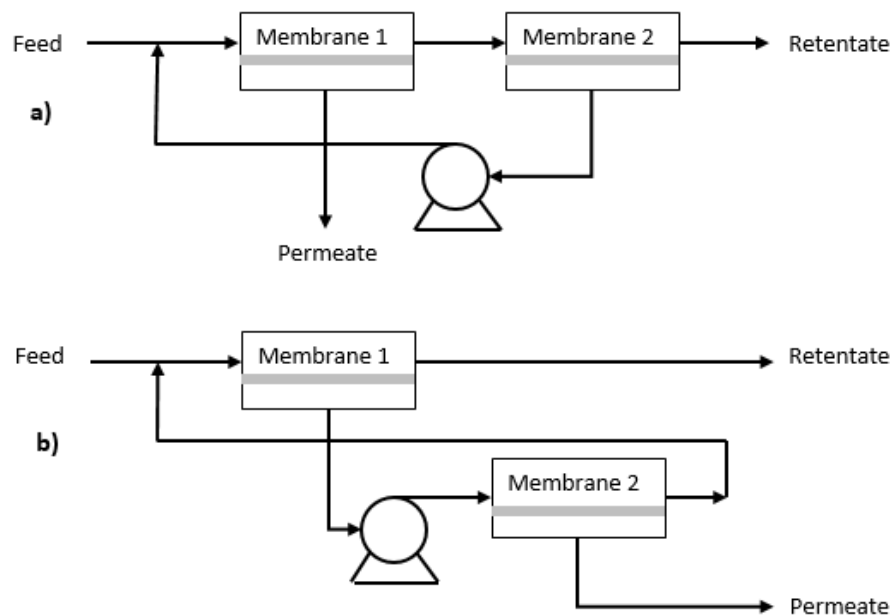 Feed
Membrane 1
Membrane 2
Retentate
a)
Permeate
Feed
Membrane 1
Retentate
b)
Membrane 2
Permeate